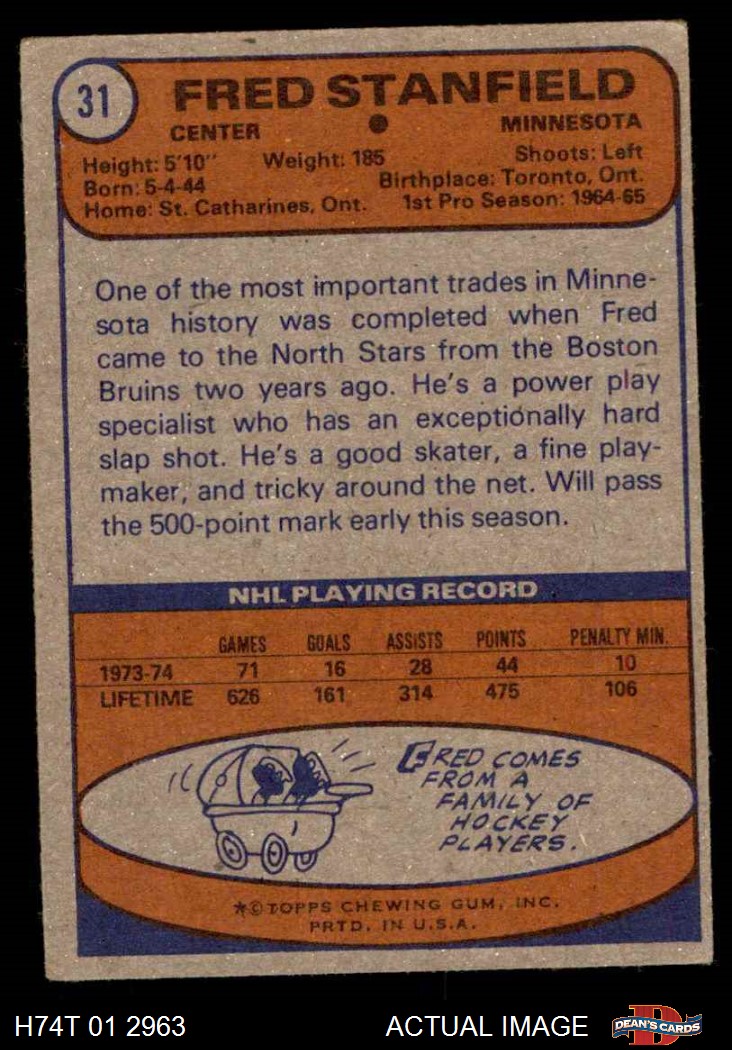 31
FRED STANFIELD
CENTER ● MINNESOTA
Height: 5'10" Weight: 185 Shoots: Left
Born: 5-4-44 Birthplace: Toronto, Ont.
Home: St. Catharines, Ont. 1st Pro Season: 1964-65
One of the most important trades in Minne-
sota history was completed when Fred
came to the North Stars from the Boston
Bruins two years ago. He's a power play
specialist who has an exceptionally hard
slap shot. He's a good skater, a fine play-
maker, and tricky around the net. Will pass
the 500-point mark early this season.
NHL PLAYING RECORD
GAMES GOALS ASSISTS POINTS PENALTY MIN.
1973-74 71 16 28 44 10
LIFETIME 626 161 314 475 106
FRED COMES
FROM A
FAMILY OF
HOCKEY
PLAYERS.
*© TOPPS CHEWING GUM, INC.
PRTD. IN U.S.A.
H74T 01 2963 ACTUAL IMAGE D DEAN'S CARDS